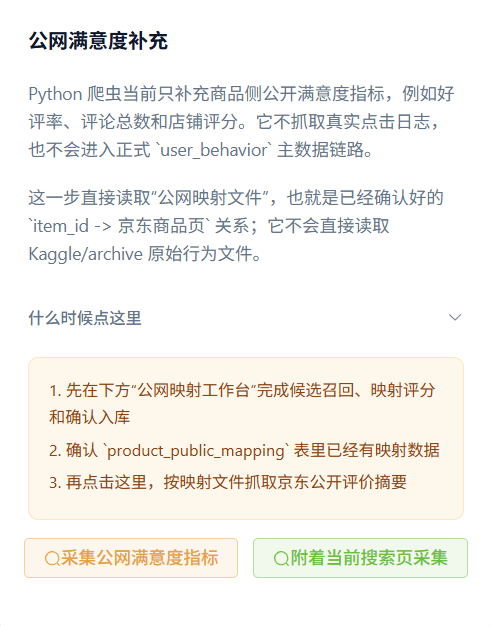 公网满意度补充
Python 爬虫当前只补充商品侧公开满意度指标，例如好
评率、评论总数和店铺评分。它不抓取真实点击日志，
也不会进入正式 `user_behavior` 主数据链路。
这一步直接读取“公网映射文件”，也就是已经确认好的
`item_id -> 京东商品页` 关系；它不会直接读取
Kaggle/archive 原始行为文件。
什么时候点这里
1. 先在下方“公网映射工作台”完成候选召回、映射评分
和确认入库
2. 确认 `product_public_mapping` 表里已经有映射数据
3. 再点击这里，按映射文件抓取京东公开评价摘要
采集公网满意度指标
附着当前搜索页采集